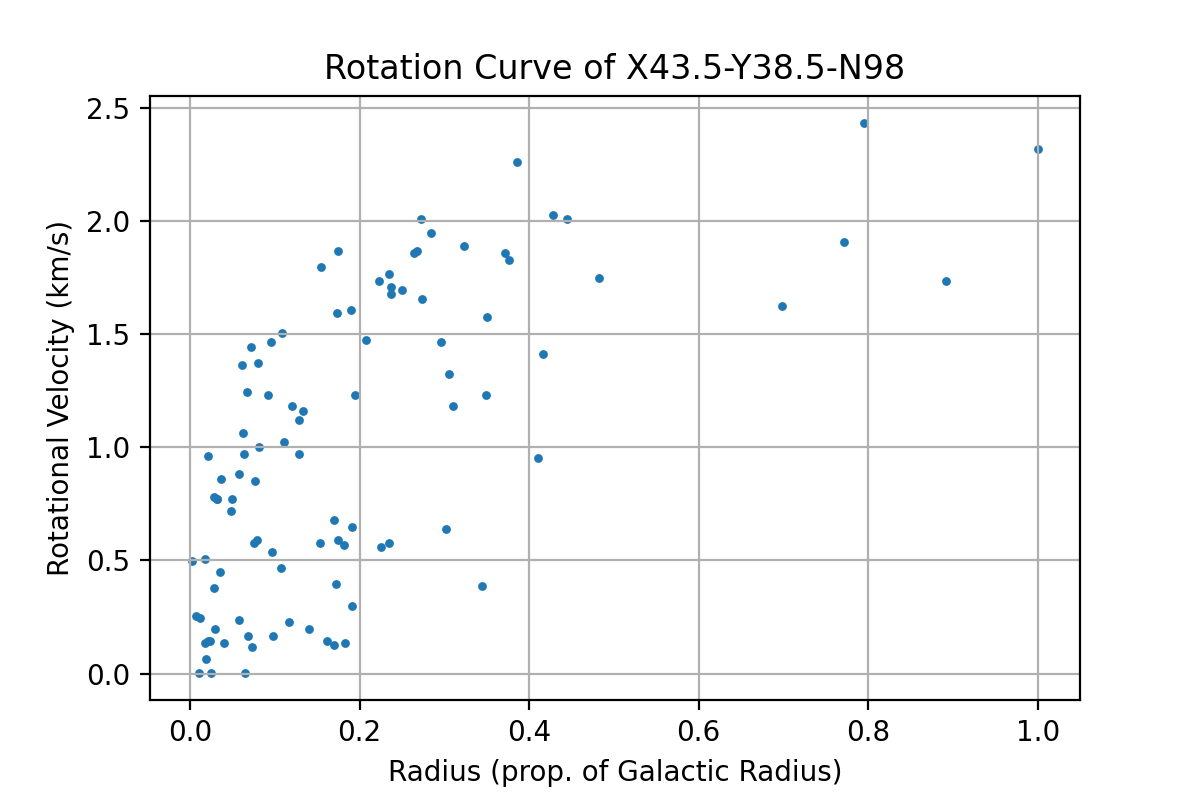 Rotation Curve of X43.5-Y38.5-N98
2.5
2.0
1.5
1.0
0.5
0.0
Rotational Velocity (km/s)
0.0 0.2 0.4 0.6 0.8 1.0
Radius (prop. of Galactic Radius)